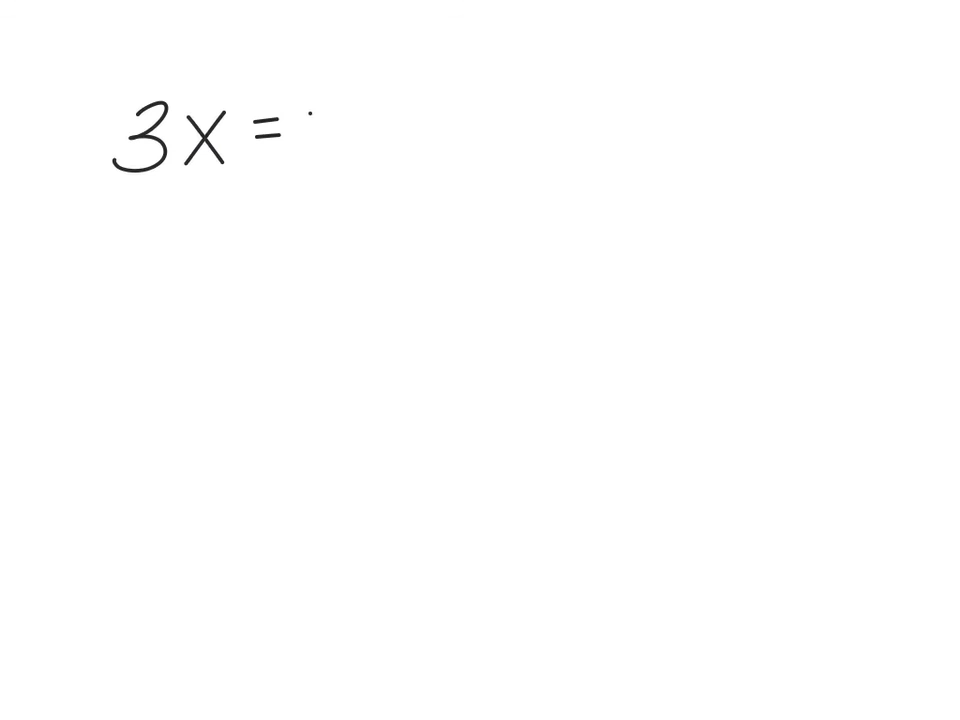 3x =